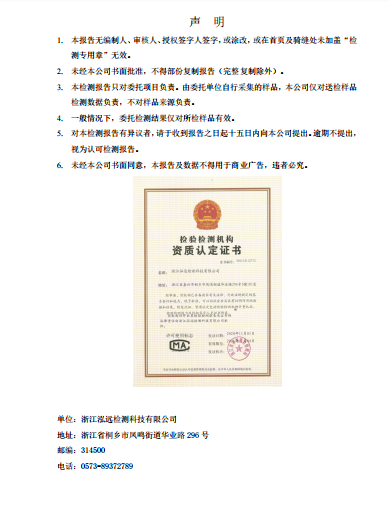 声 明
1. 本报告无编制人、审核人、授权签字人签字，或涂改，或在首页及骑缝处未加盖“检
测专用章”无效。
2. 未经本公司书面批准，不得部份复制报告（完整复制除外）。
3. 本检测报告只对委托项目负责。由委托单位自行采集的样品，本公司仅对送检样品
检测数据负责，不对样品来源负责。
4. 一般情况下，委托检测结果仅对所检样品有效。
5. 对本检测报告有异议者，请于收到报告之日起十五日内向本公司提出。逾期不提出，
视为认可检测报告。
6. 未经本公司书面同意，本报告及数据不得用于商业广告，违者必究。
检验检测机构
资质认定证书
许可使用标志
MA
单位：浙江泓远检测科技有限公司
地址：浙江省桐乡市凤鸣街道华业路 296 号
邮编：314500
电话：0573-89372789